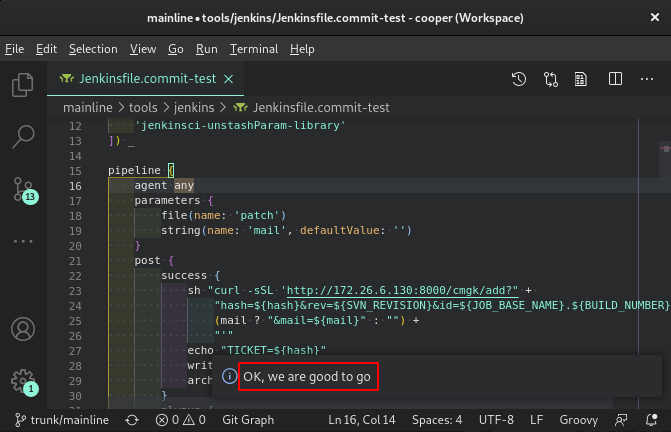 mainline • tools/jenkins/Jenkinsfile.commit-test - cooper (Workspace)
File Edit Selection View Go Run Terminal Help
Jenkinsfile.commit-test
mainline > tools > jenkins > Jenkinsfile.commit-test
12 'jenkinsci-unstashParam-library'
13 ]) _
14
15 pipeline {
16 agent any
17 parameters {
18 file(name: 'patch')
19 string(name: 'mail', defaultValue: '')
20 }
21 post {
22 success {
23 sh "curl -sSL 'http://172.26.6.130:8000/cmgk/add?" +
24 "hash=${hash}&rev=${SVN_REVISION}&id=${JOB_BASE_NAME}.${BUILD_NUMBER}
25 (mail ? "&mail=${mail}" : "") +
26 "'"
27 echo "TICKET=${hash}"
28 writ
29 arch
30 }
31 always {
OK, we are good to go
13
1
trunk/mainline 0 0 Git Graph Ln 16, Col 14 Spaces: 4 UTF-8 LF Groovy